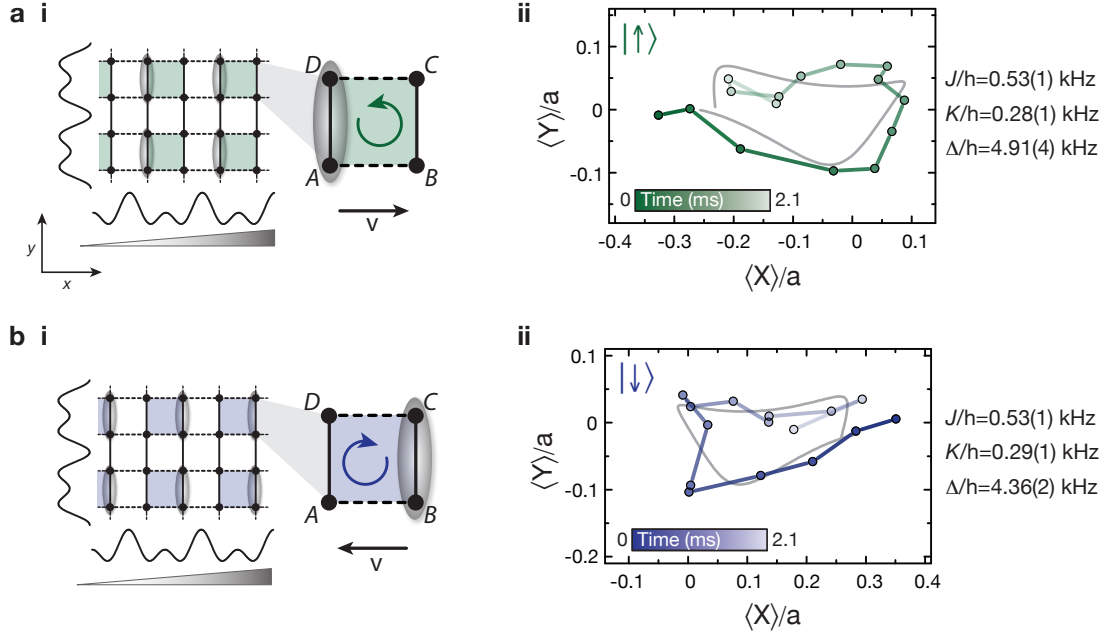 a i
D C
A B
v
y
x
ii
|↑⟩
⟨Y⟩/a
0.1
0
-0.1
0 Time (ms) 2.1
-0.4 -0.3 -0.2 -0.1 0 0.1
⟨X⟩/a
J/h=0.53(1) kHz
K/h=0.28(1) kHz
Δ/h=4.91(4) kHz
b i
D C
A B
v
ii
|↓⟩
⟨Y⟩/a
0.1
0
-0.1
-0.2
0 Time (ms) 2.1
-0.1 0 0.1 0.2 0.3 0.4
⟨X⟩/a
J/h=0.53(1) kHz
K/h=0.29(1) kHz
Δ/h=4.36(2) kHz